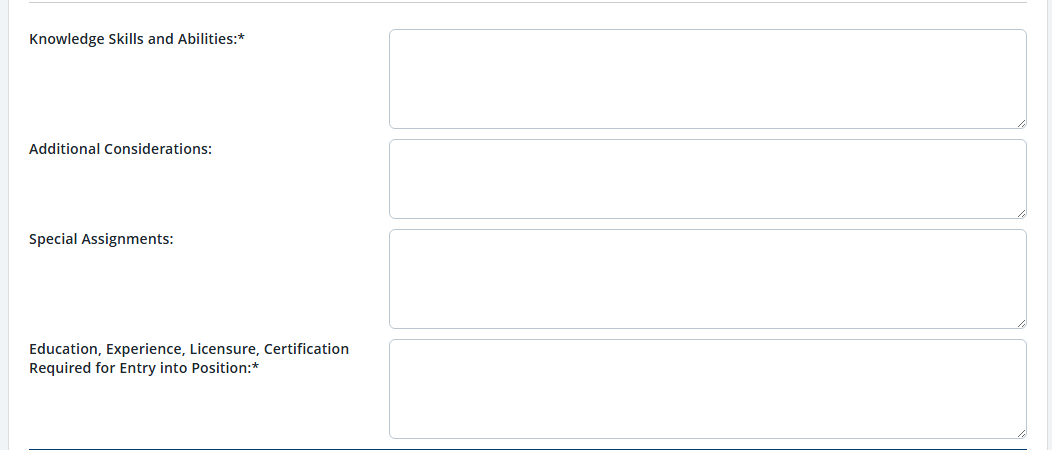 Knowledge Skills and Abilities:*
Additional Considerations:
Special Assignments:
Education, Experience, Licensure, Certification
Required for Entry into Position:*